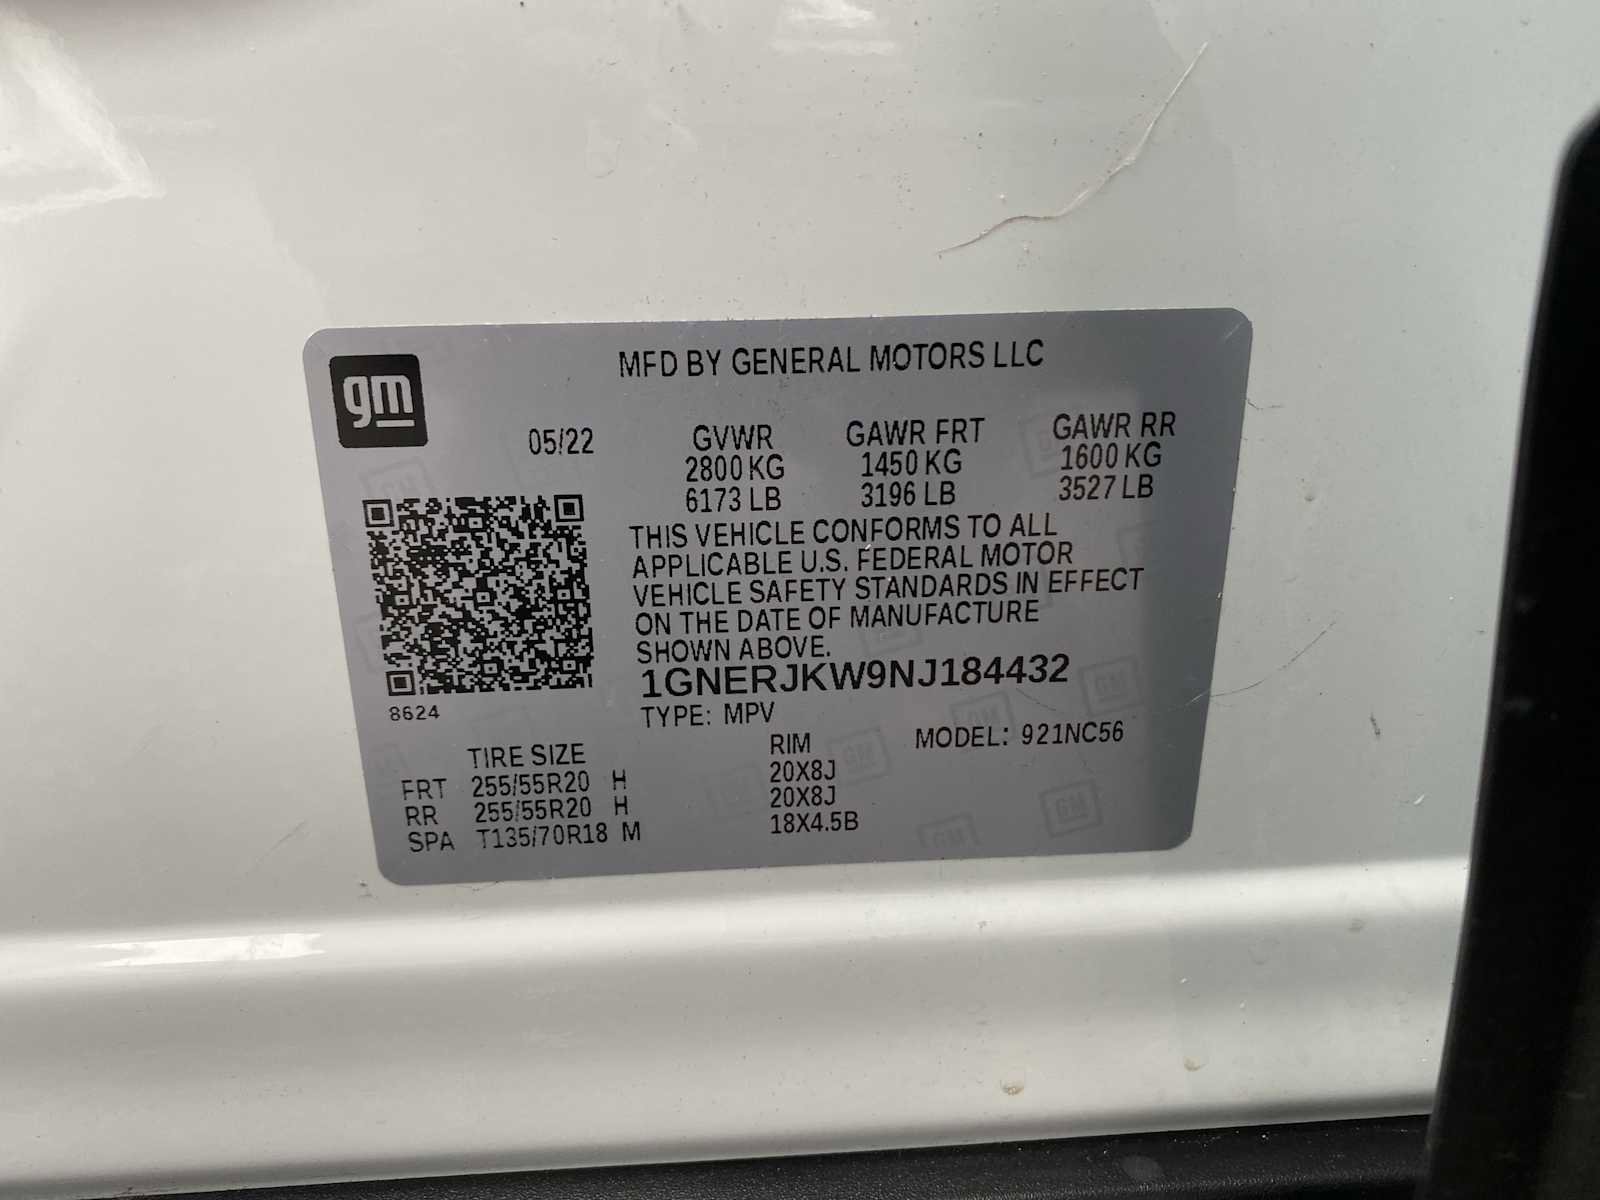 gm
MFD BY GENERAL MOTORS LLC
05/22 GVWR GAWR FRT GAWR RR
2800 KG 1450 KG 1600 KG
6173 LB 3196 LB 3527 LB
THIS VEHICLE CONFORMS TO ALL
APPLICABLE U.S. FEDERAL MOTOR
VEHICLE SAFETY STANDARDS IN EFFECT
ON THE DATE OF MANUFACTURE
SHOWN ABOVE.
1GNERJKW9NJ184432
8624
TYPE: MPV
MODEL: 921NC56
TIRE SIZE RIM
FRT 255/55R20 H 20X8J
RR 255/55R20 H 20X8J
SPA T135/70R18 M 18X4.5B